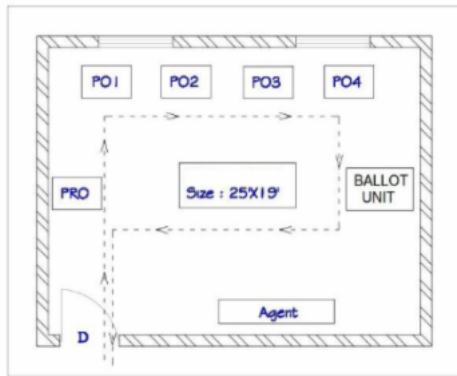 PO1 PO2 PO3 PO4
PRO
Size : 25'X19'
BALLOT
UNIT
Agent
D